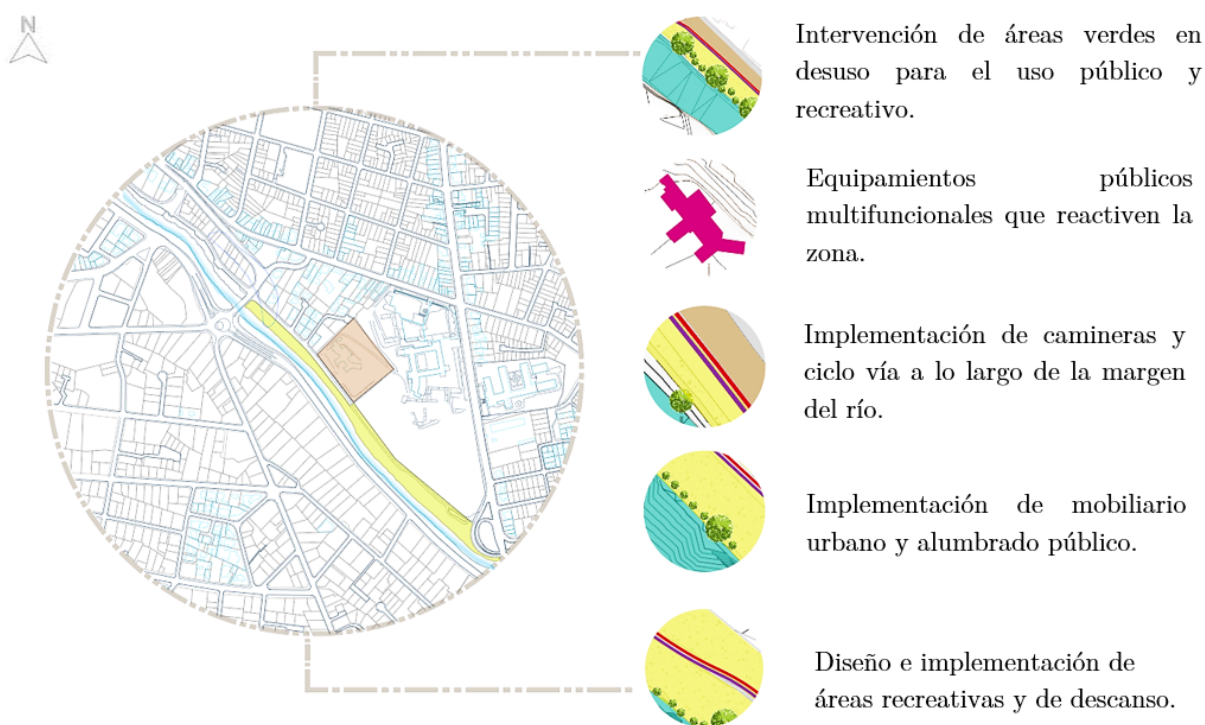 N
Intervención de áreas verdes en
desuso para el uso público y
recreativo.
Equipamientos públicos
multifuncionales que reactiven la
zona.
Implementación de camineras y
ciclo vía a lo largo de la margen
del río.
Implementación de mobiliario
urbano y alumbrado público.
Diseño e implementación de
áreas recreativas y de descanso.